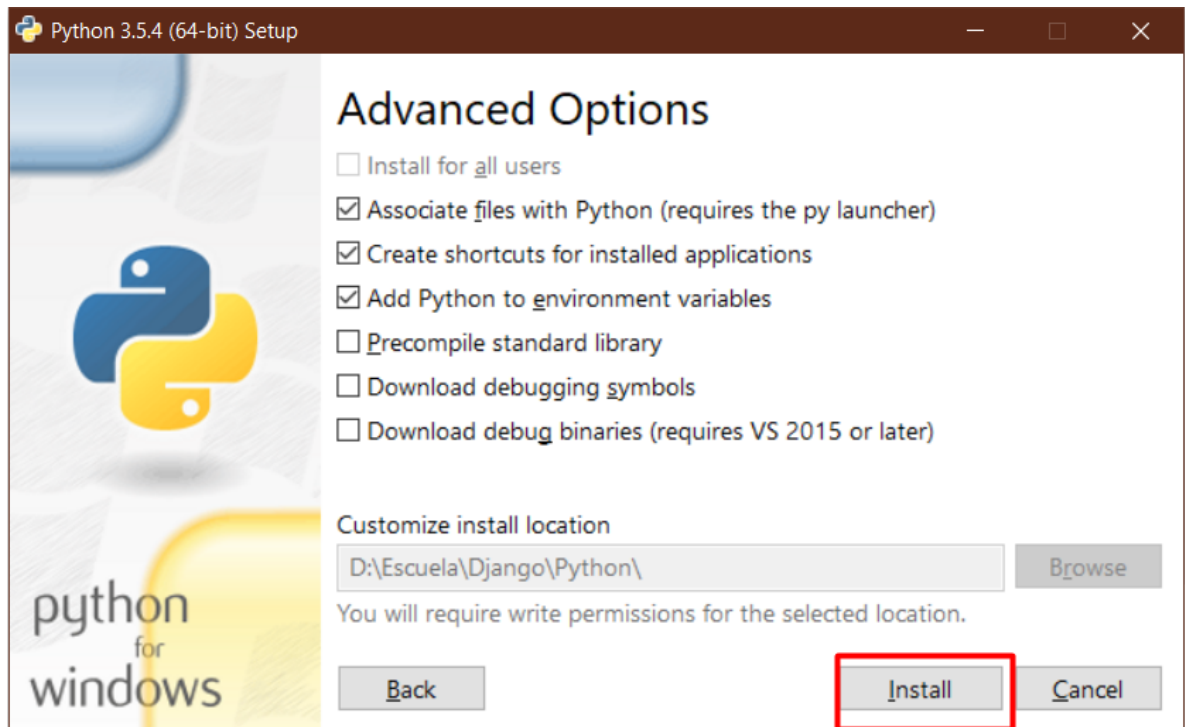 Python 3.5.4 (64-bit) Setup
Advanced Options
Install for all users
Associate files with Python (requires the py launcher)
Create shortcuts for installed applications
Add Python to environment variables
Precompile standard library
Download debugging symbols
Download debug binaries (requires VS 2015 or later)
Customize install location
D:\Escuela\Django\Python\
Browse
You will require write permissions for the selected location.
python
for
windows
Back
Install
Cancel